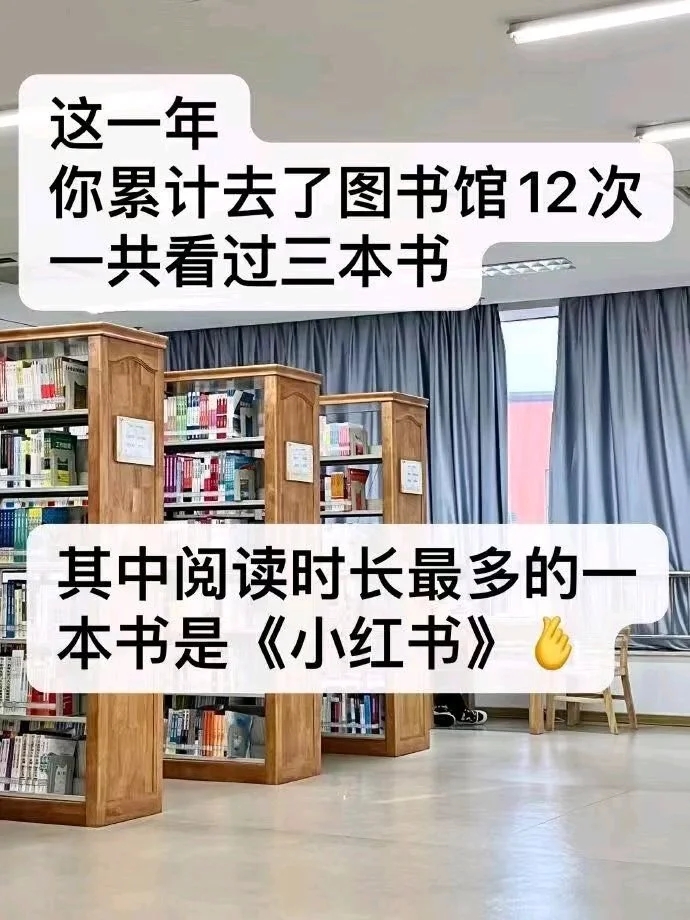 这一年
你累计去了图书馆12次
一共看过三本书
其中阅读时长最多的一
本书是《小红书》🫰